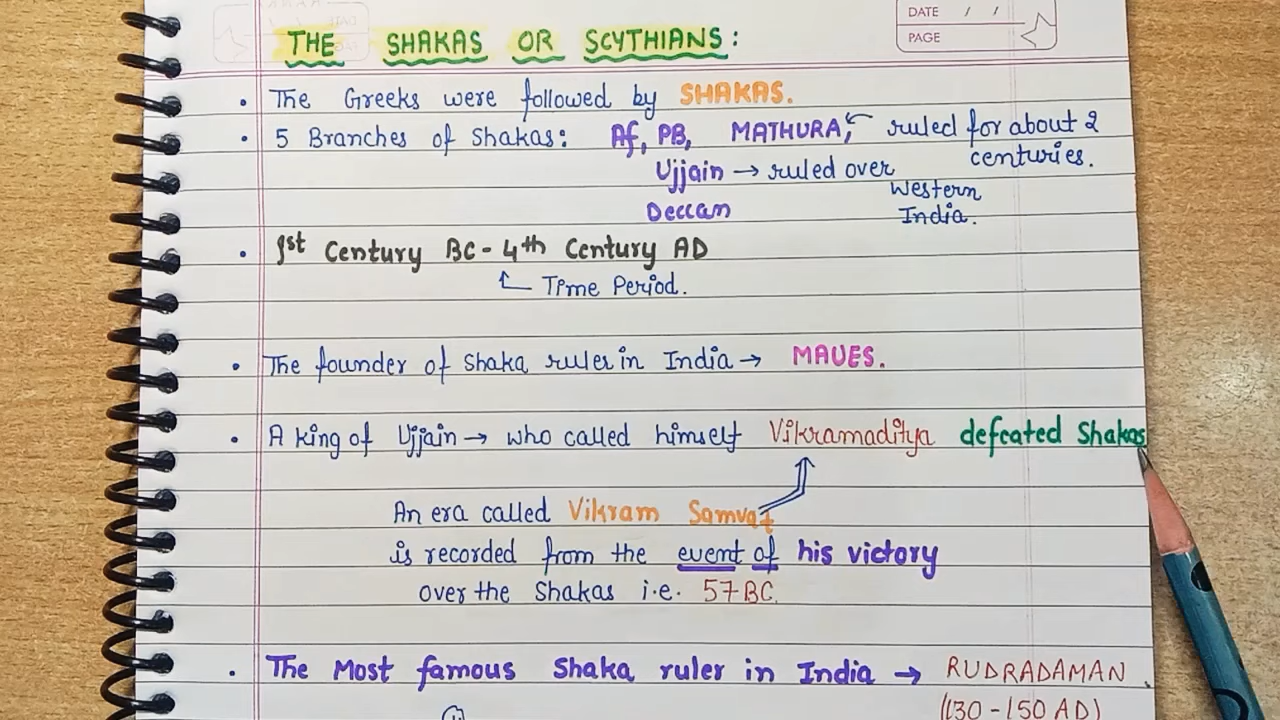 DATE / /
PAGE
THE SHAKAS OR SCYTHIANS:
• The Greeks were followed by SHAKAS.
• 5 Branches of Shakas: Af, PB, MATHURA, ruled for about 2
centuries.
Ujjain → ruled over
Western
India.
Deccan
• 1st Century BC - 4th Century AD
Time Period.
• The founder of Shaka rule in India → MAUES.
• A king of Ujjain → who called himself Vikramaditya defeated Shakas
An era called Vikram Samvat
is recorded from the event of his victory
over the Shakas i.e. 57 BC.
• The Most famous Shaka ruler in India → RUDRADAMAN
(130-150 AD)